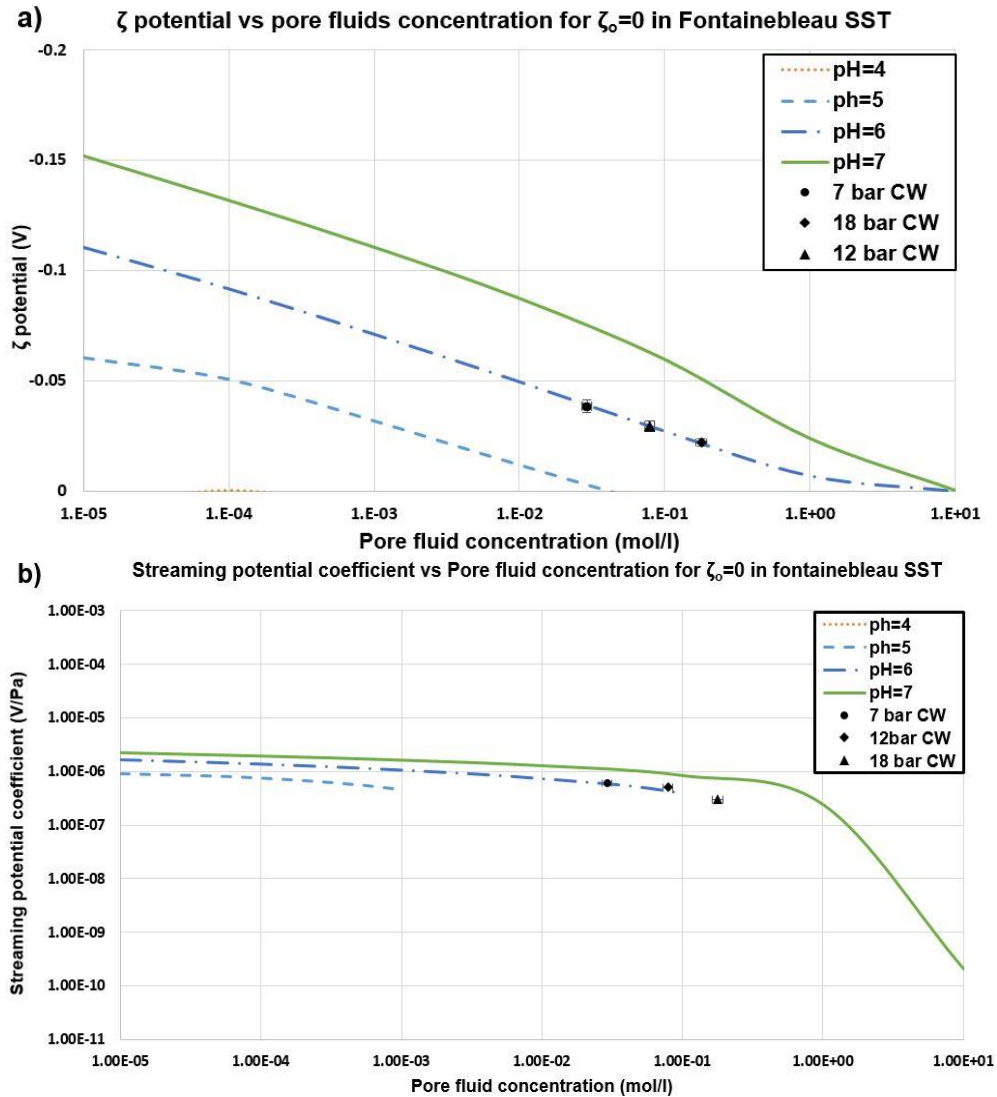 a)
ζ potential vs pore fluids concentration for ζₒ=0 in Fontainebleau SST
-0.2
-0.15
-0.1
-0.05
0
ζ potential (V)
pH=4
ph=5
pH=6
pH=7
7 bar CW
18 bar CW
12 bar CW
1.E-05
1.E-04
1.E-03
1.E-02
1.E-01
1.E+00
1.E+01
Pore fluid concentration (mol/l)
b)
Streaming potential coefficient vs Pore fluid concentration for ζₒ=0 in fontainebleau SST
1.00E-03
1.00E-04
1.00E-05
1.00E-06
1.00E-07
1.00E-08
1.00E-09
1.00E-10
1.00E-11
Streaming potential coefficient (V/Pa)
ph=4
ph=5
pH=6
pH=7
7 bar CW
12bar CW
18 bar CW
1.00E-05
1.00E-04
1.00E-03
1.00E-02
1.00E-01
1.00E+00
1.00E+01
Pore fluid concentration (mol/l)